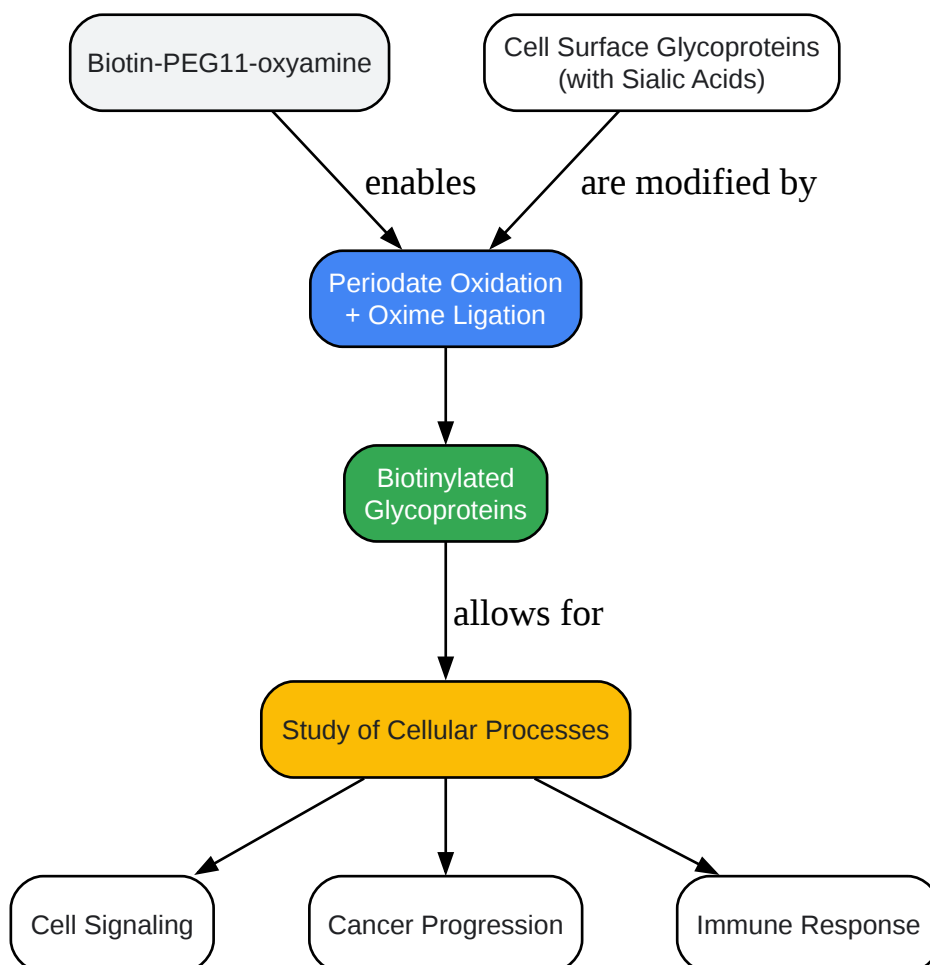 Biotin-PEG11-oxyamine
Cell Surface Glycoproteins
(with Sialic Acids)
enables
are modified by
Periodate Oxidation
+ Oxime Ligation
Biotinylated
Glycoproteins
allows for
Study of Cellular Processes
Cell Signaling
Cancer Progression
Immune Response